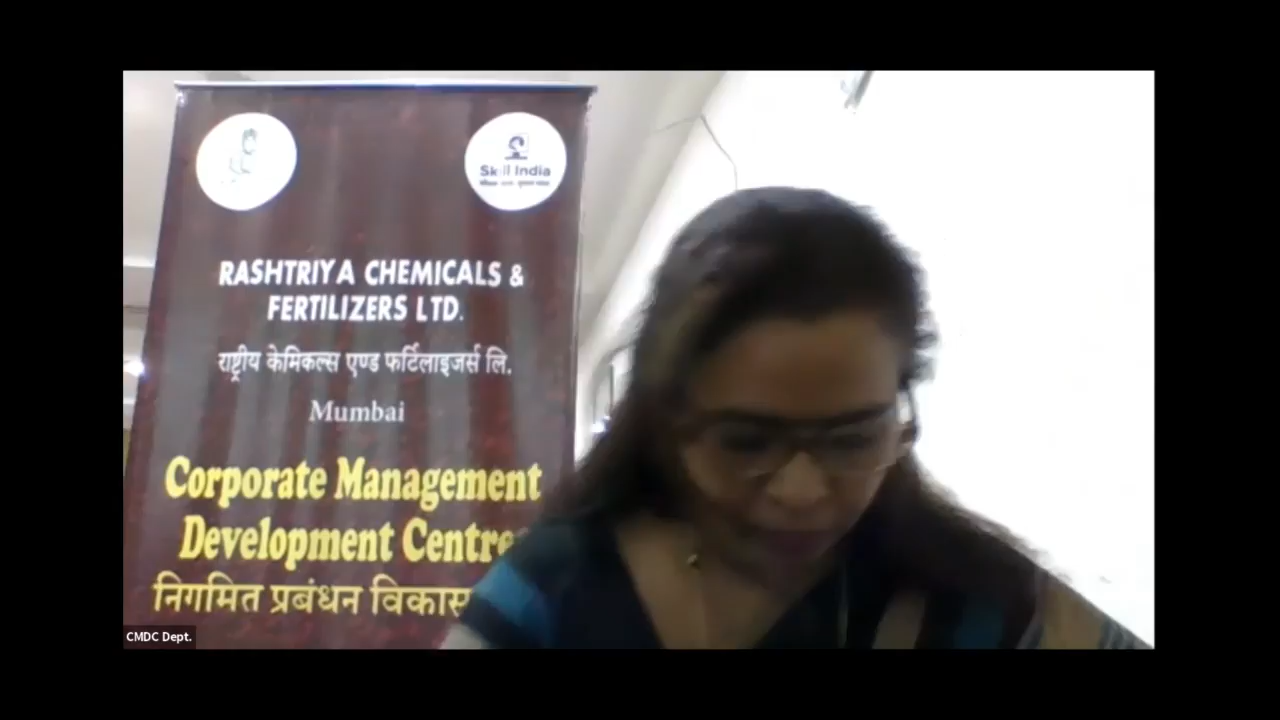 Skill India
RASHTRIYA CHEMICALS &
FERTILIZERS LTD.
राष्ट्रीय केमिकल्स एण्ड फर्टिलाइजर्स लि.
Mumbai
Corporate Management
Development Centre
निगमित प्रबंधन विकास
CMDC Dept.